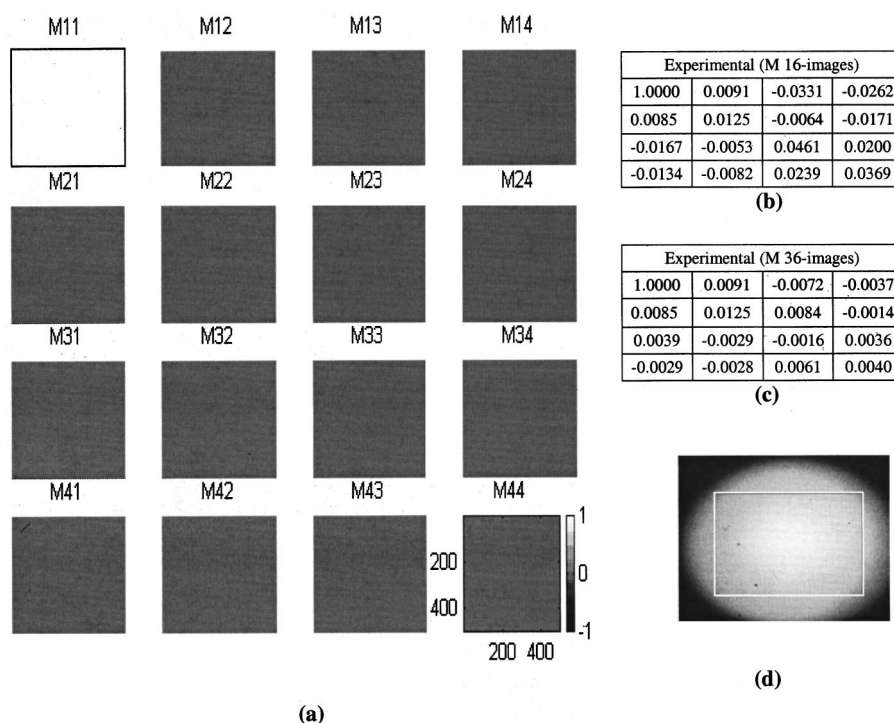 M11 M12 M13 M14
M21 M22 M23 M24
M31 M32 M33 M34
M41 M42 M43 M44
1
200 0
400
-1
200 400
(a)
Experimental (M 16-images)
1.0000 0.0091 -0.0331 -0.0262
0.0085 0.0125 -0.0064 -0.0171
-0.0167 -0.0053 0.0461 0.0200
-0.0134 -0.0082 0.0239 0.0369
(b)
Experimental (M 36-images)
1.0000 0.0091 -0.0072 -0.0037
0.0085 0.0125 0.0084 -0.0014
0.0039 -0.0029 -0.0016 0.0036
-0.0029 -0.0028 0.0061 0.0040
(c)
(d)